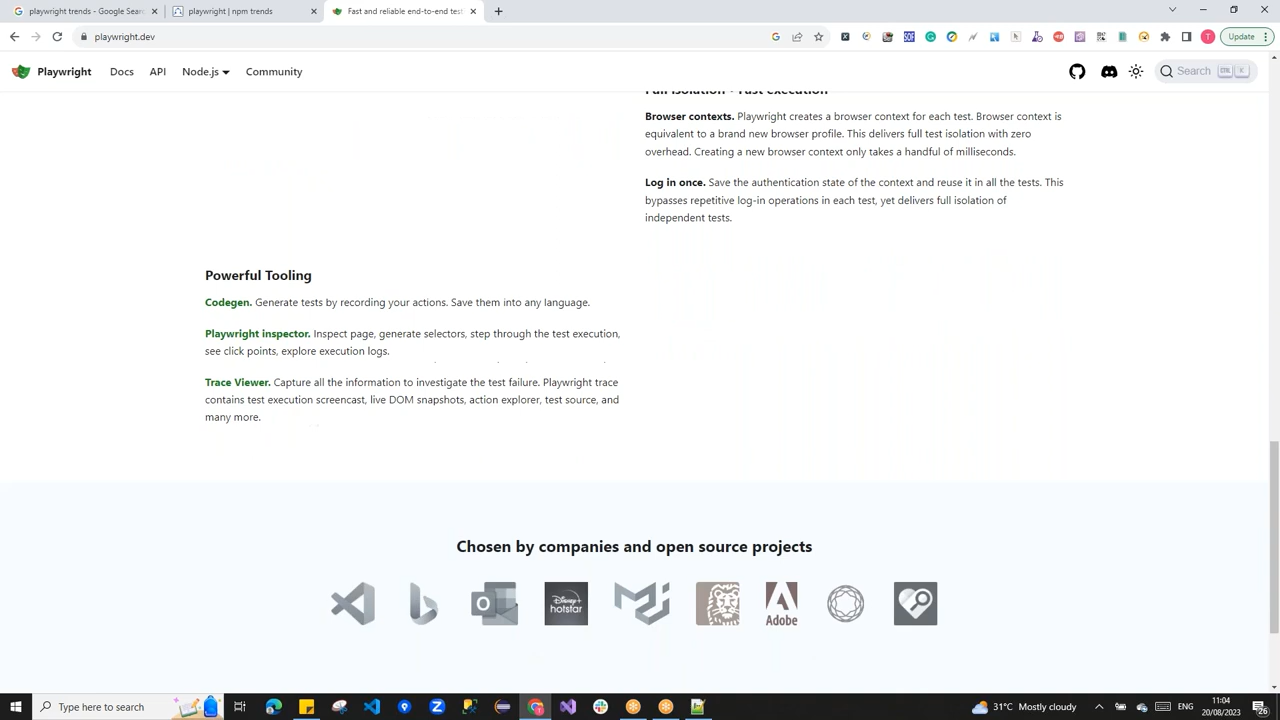 playwright trends - Google Sear
playwright | npm trends
Fast and reliable end-to-end test
playwright.dev
Update
Playwright
Docs
API
Node.js
Community
Search
CTRL
K
Full isolation • Fast execution
Browser contexts. Playwright creates a browser context for each test. Browser context is
equivalent to a brand new browser profile. This delivers full test isolation with zero
overhead. Creating a new browser context only takes a handful of milliseconds.
Log in once. Save the authentication state of the context and reuse it in all the tests. This
bypasses repetitive log-in operations in each test, yet delivers full isolation of
independent tests.
Powerful Tooling
Codegen. Generate tests by recording your actions. Save them into any language.
Playwright inspector. Inspect page, generate selectors, step through the test execution,
see click points, explore execution logs.
Trace Viewer. Capture all the information to investigate the test failure. Playwright trace
contains test execution screencast, live DOM snapshots, action explorer, test source, and
many more.
Chosen by companies and open source projects
Disney+
hotstar
Adobe
Type here to search
31°C Mostly cloudy
ENG
11:04
20/08/2023
26